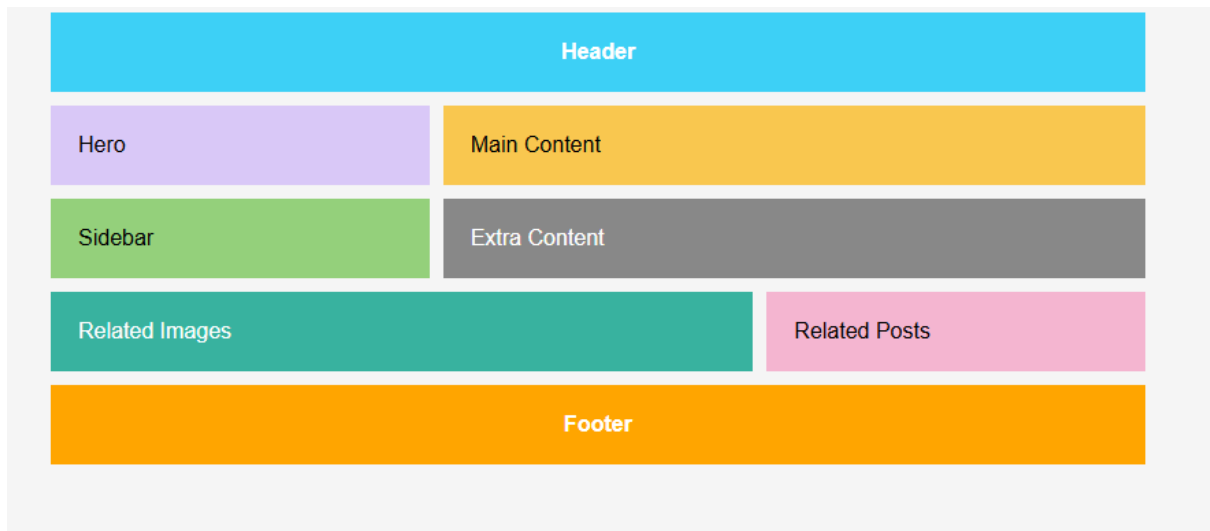 Header
Hero
Main Content
Sidebar
Extra Content
Related Images
Related Posts
Footer